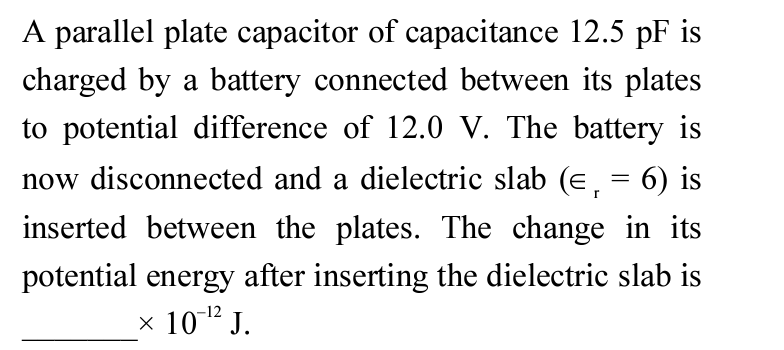 A parallel plate capacitor of capacitance 12.5 pF is
charged by a battery connected between its plates
to potential difference of 12.0 V. The battery is
now disconnected and a dielectric slab (∈ᵣ = 6) is
inserted between the plates. The change in its
potential energy after inserting the dielectric slab is
________× 10⁻¹² J.